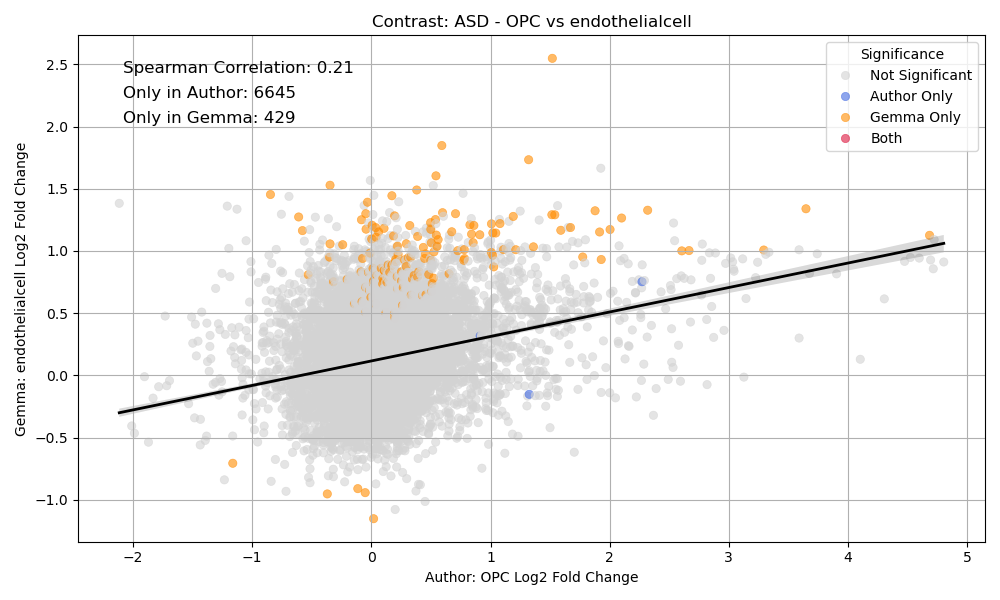 Contrast: ASD - OPC vs endothelialcell
Spearman Correlation: 0.21
Only in Author: 6645
Only in Gemma: 429
Significance
Not Significant
Author Only
Gemma Only
Both
Gemma: endothelialcell Log2 Fold Change
2.5
2.0
1.5
1.0
0.5
0.0
−0.5
−1.0
−2 −1 0 1 2 3 4 5
Author: OPC Log2 Fold Change